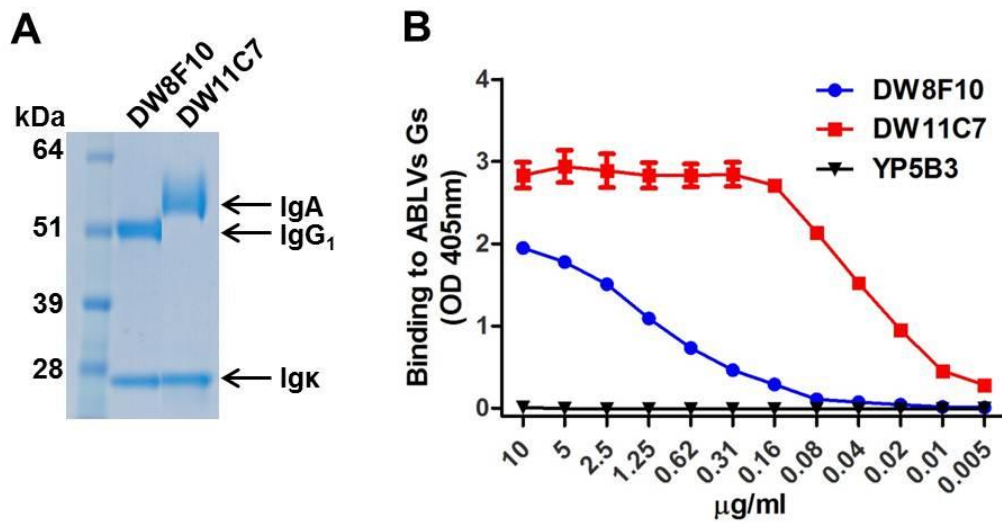 A
DW8F10
DW11C7
kDa
64
51
39
28
IgA
IgG₁
Igκ
B
Binding to ABLVs Gs
(OD 405nm)
4
3
2
1
0
DW8F10
DW11C7
YP5B3
10
5
2.5
1.25
0.62
0.31
0.16
0.08
0.04
0.02
0.01
0.005
μg/ml